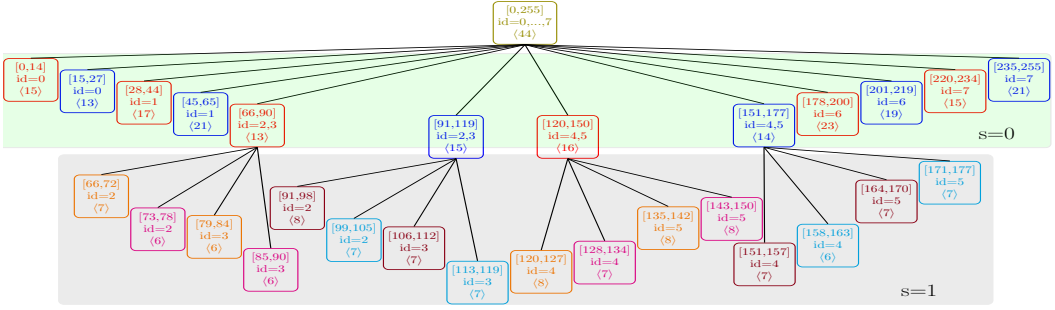 [0,255]
id=0,...,7
⟨44⟩
[0,14]
id=0
⟨15⟩
[15,27]
id=0
⟨13⟩
[28,44]
id=1
⟨17⟩
[45,65]
id=1
⟨21⟩
[66,90]
id=2,3
⟨13⟩
[91,119]
id=2,3
⟨15⟩
[120,150]
id=4,5
⟨16⟩
[151,177]
id=4,5
⟨14⟩
[178,200]
id=6
⟨23⟩
[201,219]
id=6
⟨19⟩
[220,234]
id=7
⟨15⟩
[235,255]
id=7
⟨21⟩
s=0
[66,72]
id=2
⟨7⟩
[73,78]
id=2
⟨6⟩
[79,84]
id=3
⟨6⟩
[85,90]
id=3
⟨6⟩
[91,98]
id=2
⟨8⟩
[99,105]
id=2
⟨7⟩
[106,112]
id=3
⟨7⟩
[113,119]
id=3
⟨7⟩
[120,127]
id=4
⟨8⟩
[128,134]
id=4
⟨7⟩
[135,142]
id=5
⟨8⟩
[143,150]
id=5
⟨8⟩
[151,157]
id=4
⟨7⟩
[158,163]
id=4
⟨6⟩
[164,170]
id=5
⟨7⟩
[171,177]
id=5
⟨7⟩
s=1